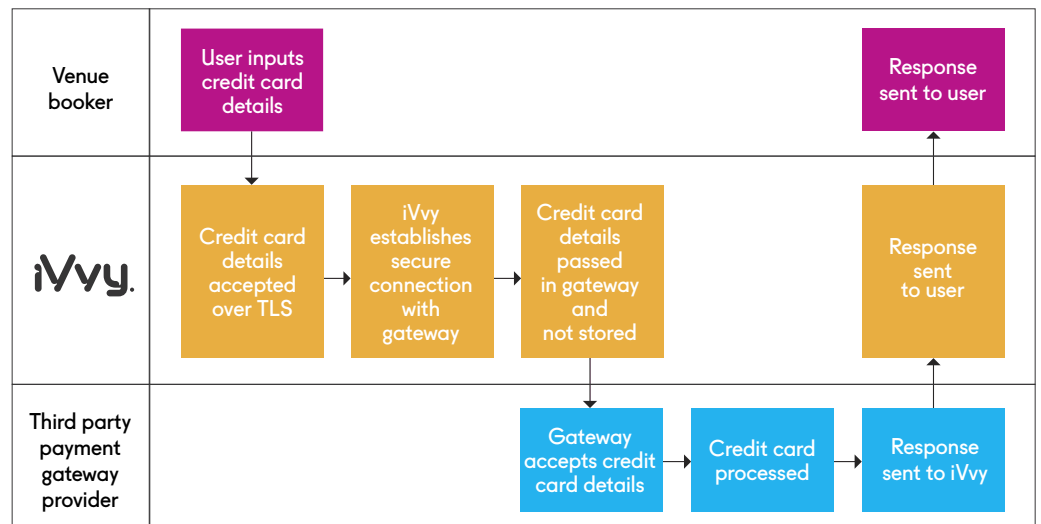 Venue
booker
User inputs
credit card
details
Response
sent to user
iVvy.
Credit card
details
accepted
over TLS
iVvy
establishes
secure
connection
with
gateway
Credit card
details
passed
in gateway
and
not stored
Response
sent
to user
Third party
payment
gateway
provider
Gateway
accepts credit
card details
Credit card
processed
Response
sent to iVvy